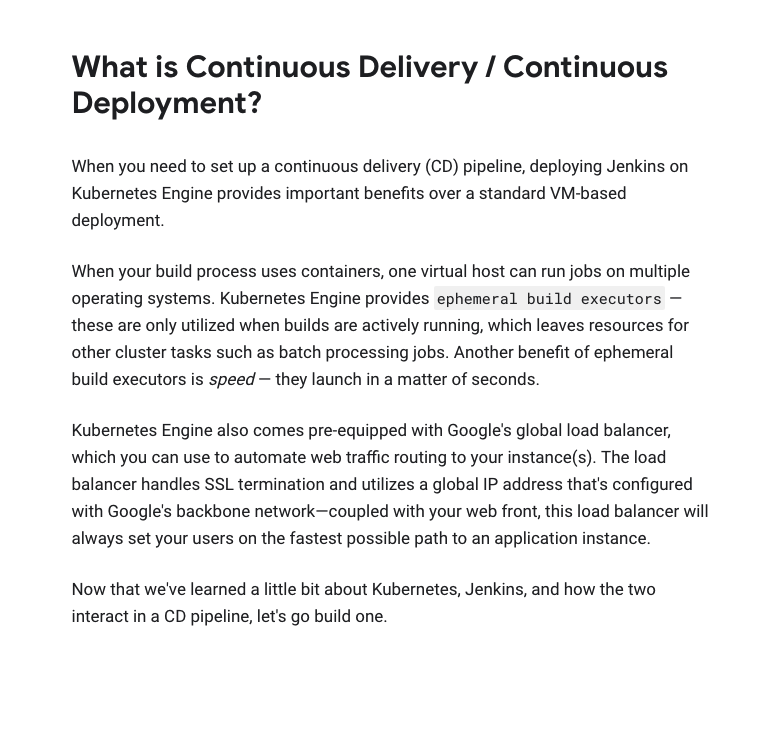 What is Continuous Delivery / Continuous
Deployment?
When you need to set up a continuous delivery (CD) pipeline, deploying Jenkins on
Kubernetes Engine provides important benefits over a standard VM-based
deployment.
When your build process uses containers, one virtual host can run jobs on multiple
operating systems. Kubernetes Engine provides ephemeral build executors —
these are only utilized when builds are actively running, which leaves resources for
other cluster tasks such as batch processing jobs. Another benefit of ephemeral
build executors is speed — they launch in a matter of seconds.
Kubernetes Engine also comes pre-equipped with Google's global load balancer,
which you can use to automate web traffic routing to your instance(s). The load
balancer handles SSL termination and utilizes a global IP address that's configured
with Google's backbone network—coupled with your web front, this load balancer will
always set your users on the fastest possible path to an application instance.
Now that we've learned a little bit about Kubernetes, Jenkins, and how the two
interact in a CD pipeline, let's go build one.